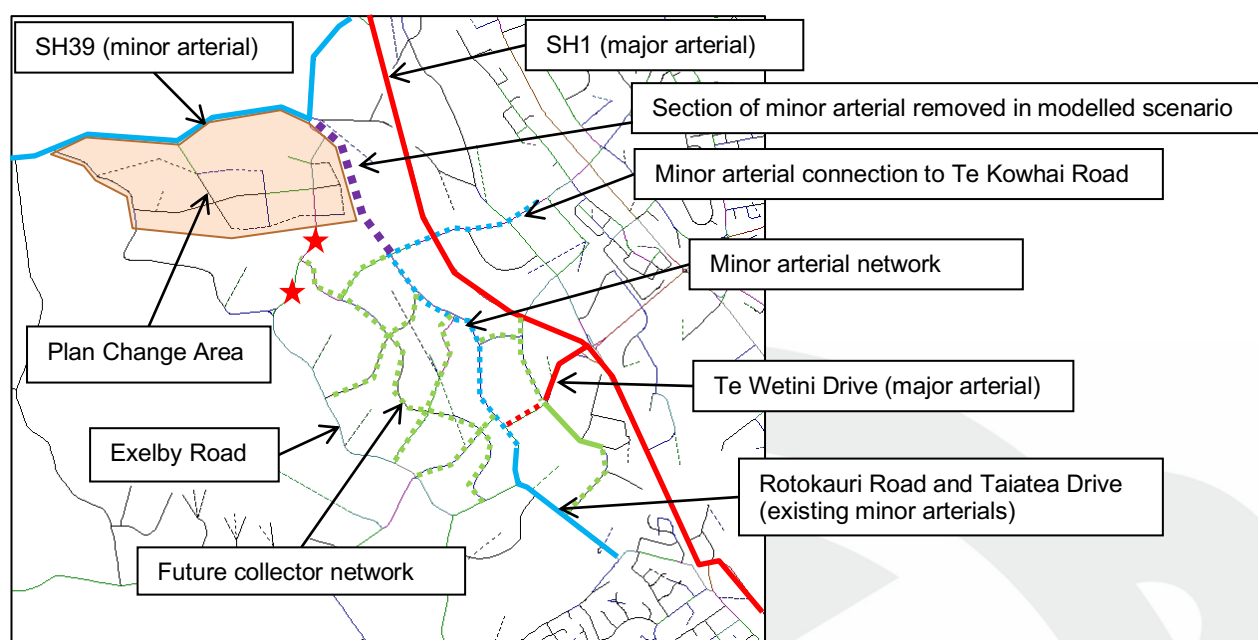 SH39 (minor arterial)
SH1 (major arterial)
Section of minor arterial removed in modelled scenario
Minor arterial connection to Te Kowhai Road
Minor arterial network
Plan Change Area
Te Wetini Drive (major arterial)
Exelby Road
Rotokauri Road and Taiatea Drive
(existing minor arterials)
Future collector network